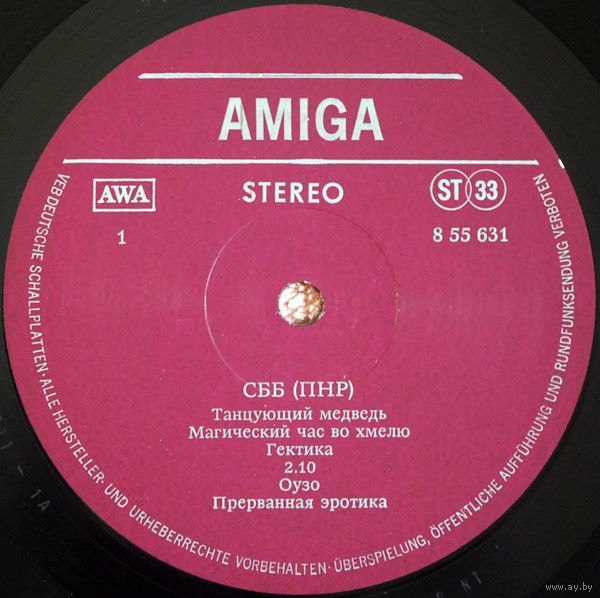 AMIGA
AWA
STEREO
ST 33
1
8 55 631
СББ (ПНР)
Танцующий медведь
Магический час во хмелю
Гектика
2.10
Оузо
Прерванная эротика
VEB DEUTSCHE SCHALLPLATTEN · ALLE HERSTELLER- UND URHEBERRECHTE VORBEHALTEN · ÜBERSPIELUNG, ÖFFENTLICHE AUFFÜHRUNG UND RUNDFUNKSENDUNG VERBOTEN
www.ay.by